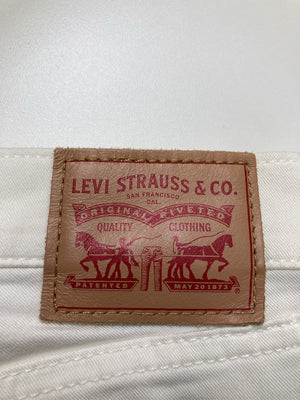 LEVI STRAUSS & CO.
SAN FRANCISCO
CAL.
ORIGINAL RIVETED
QUALITY CLOTHING
PATENTED MAY 20 1873
®